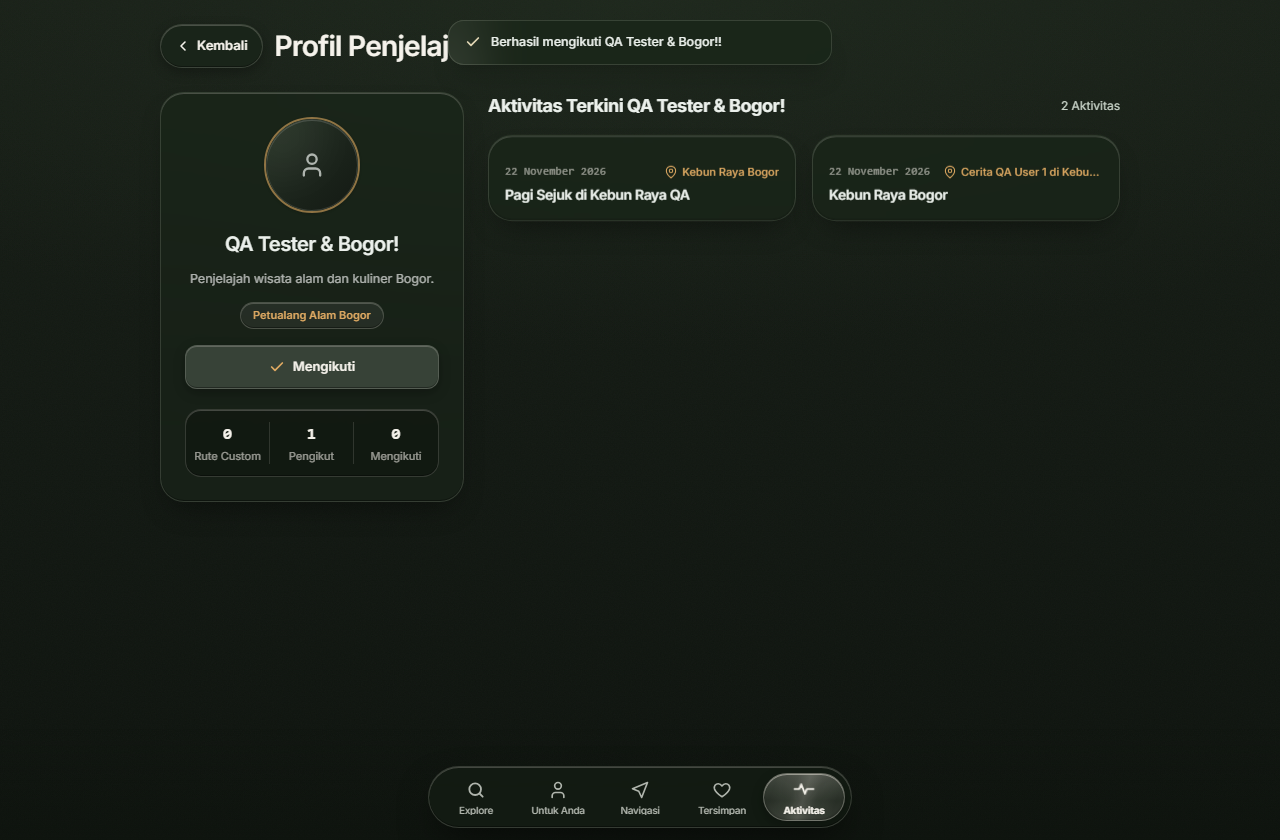 Kembali
Profil Penjelaj
Berhasil mengikuti QA Tester & Bogor!!
QA Tester & Bogor!
Penjelajah wisata alam dan kuliner Bogor.
Petualang Alam Bogor
Mengikuti
0 1 0
Rute Custom Pengikut Mengikuti
Aktivitas Terkini QA Tester & Bogor!
2 Aktivitas
22 November 2026 Kebun Raya Bogor
Pagi Sejuk di Kebun Raya QA
22 November 2026 Cerita QA User 1 di Kebu...
Kebun Raya Bogor
Explore Untuk Anda Navigasi Tersimpan Aktivitas